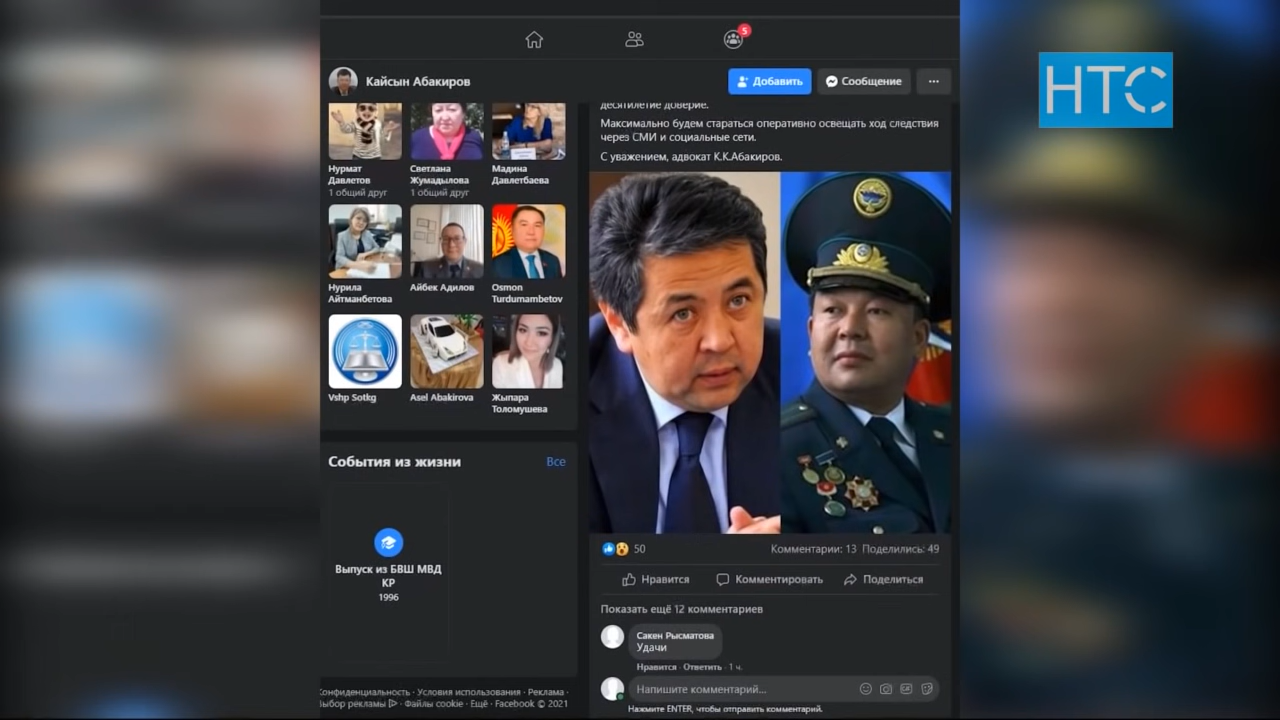 5
НТС
Кайсын Абакиров
Добавить
Сообщение
Нурмат
Давлетов
1 общий друг
Светлана
Жумадылова
1 общий друг
Мадина
Давлетбаева
Нурила
Айтманбетова
Айбек Адилов
Osmon
Turdumambetov
Vshp Sotkg
Asel Abakirova
Жыпара
Толомушева
События из жизни
Все
Выпуск из БВШ МВД
КР
1996
Конфиденциальность · Условия использования · Реклама ·
Выбор рекламы · Файлы cookie · Ещё · Facebook © 2021
десятилетие доверие.
Максимально будем стараться оперативно освещать ход следствия
через СМИ и социальные сети.
С уважением, адвокат К.К.Абакиров.
50
Комментарии: 13 Поделились: 49
Нравится
Комментировать
Поделиться
Показать ещё 12 комментариев
Сакен Рысматова
Удачи
Нравится · Ответить · 1 ч.
Напишите комментарий...
Нажмите ENTER, чтобы отправить комментарий.